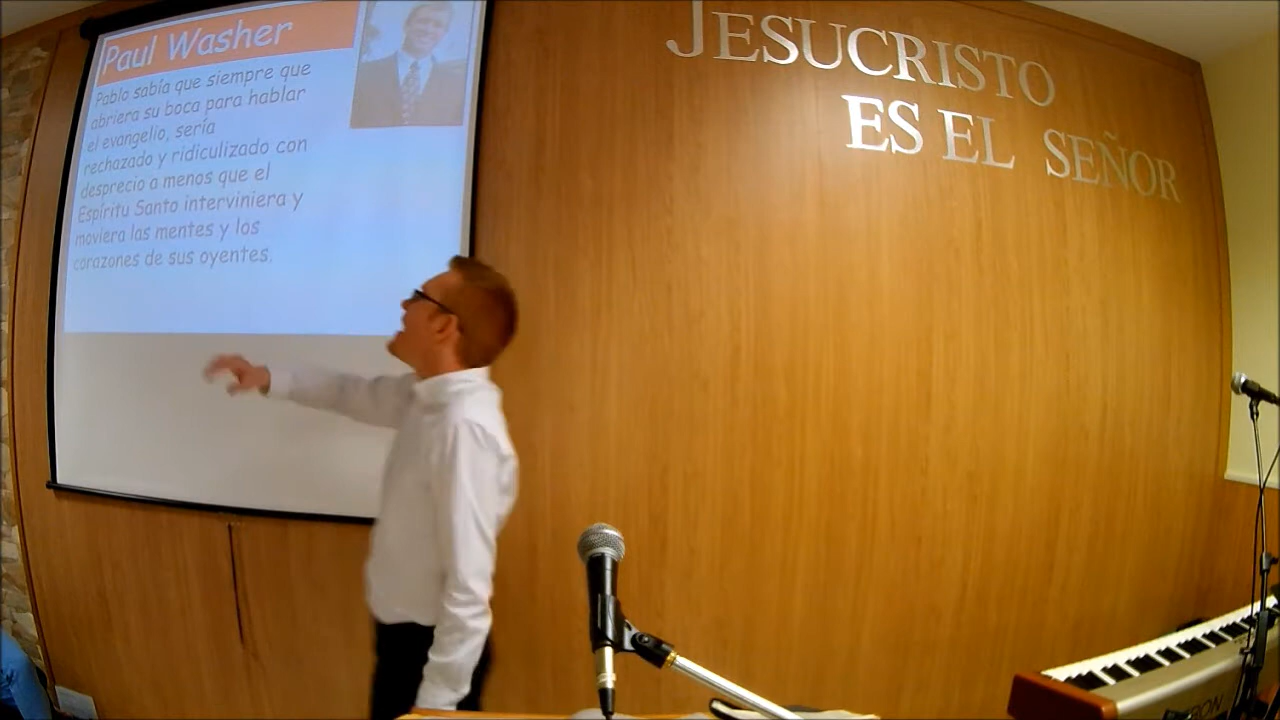 Paul Washer
Pablo sabía que siempre que
abriera su boca para hablar
el evangelio, sería
rechazado y ridiculizado con
desprecio a menos que el
Espíritu Santo interviniera y
moviera las mentes y los
corazones de sus oyentes.
JESUCRISTO
ES EL SEÑOR